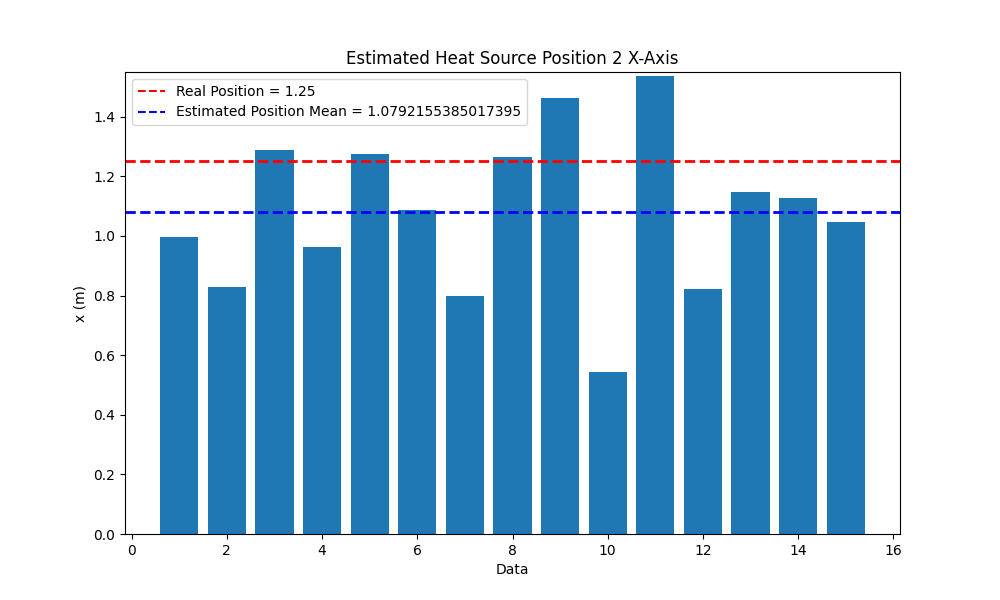 Estimated Heat Source Position 2 X-Axis
Real Position = 1.25
Estimated Position Mean = 1.0792155385017395
1.4
1.2
1.0
0.8
0.6
0.4
0.2
0.0
x (m)
0 2 4 6 8 10 12 14 16
Data